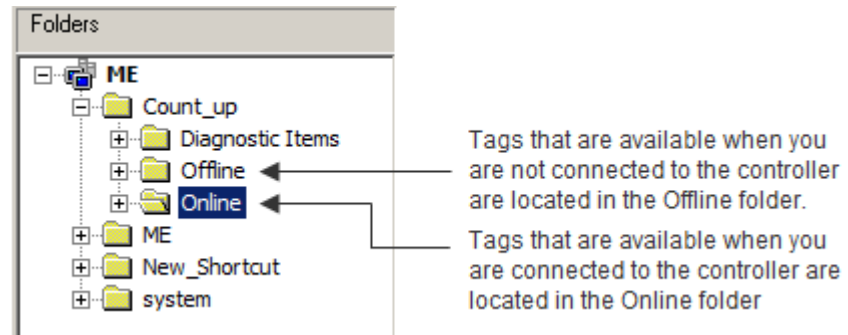 Folders
ME
Count_up
Diagnostic Items
Offline
Online
ME
New_Shortcut
system
Tags that are available when you
are not connected to the controller
are located in the Offline folder.
Tags that are available when you
are connected to the controller are
located in the Online folder